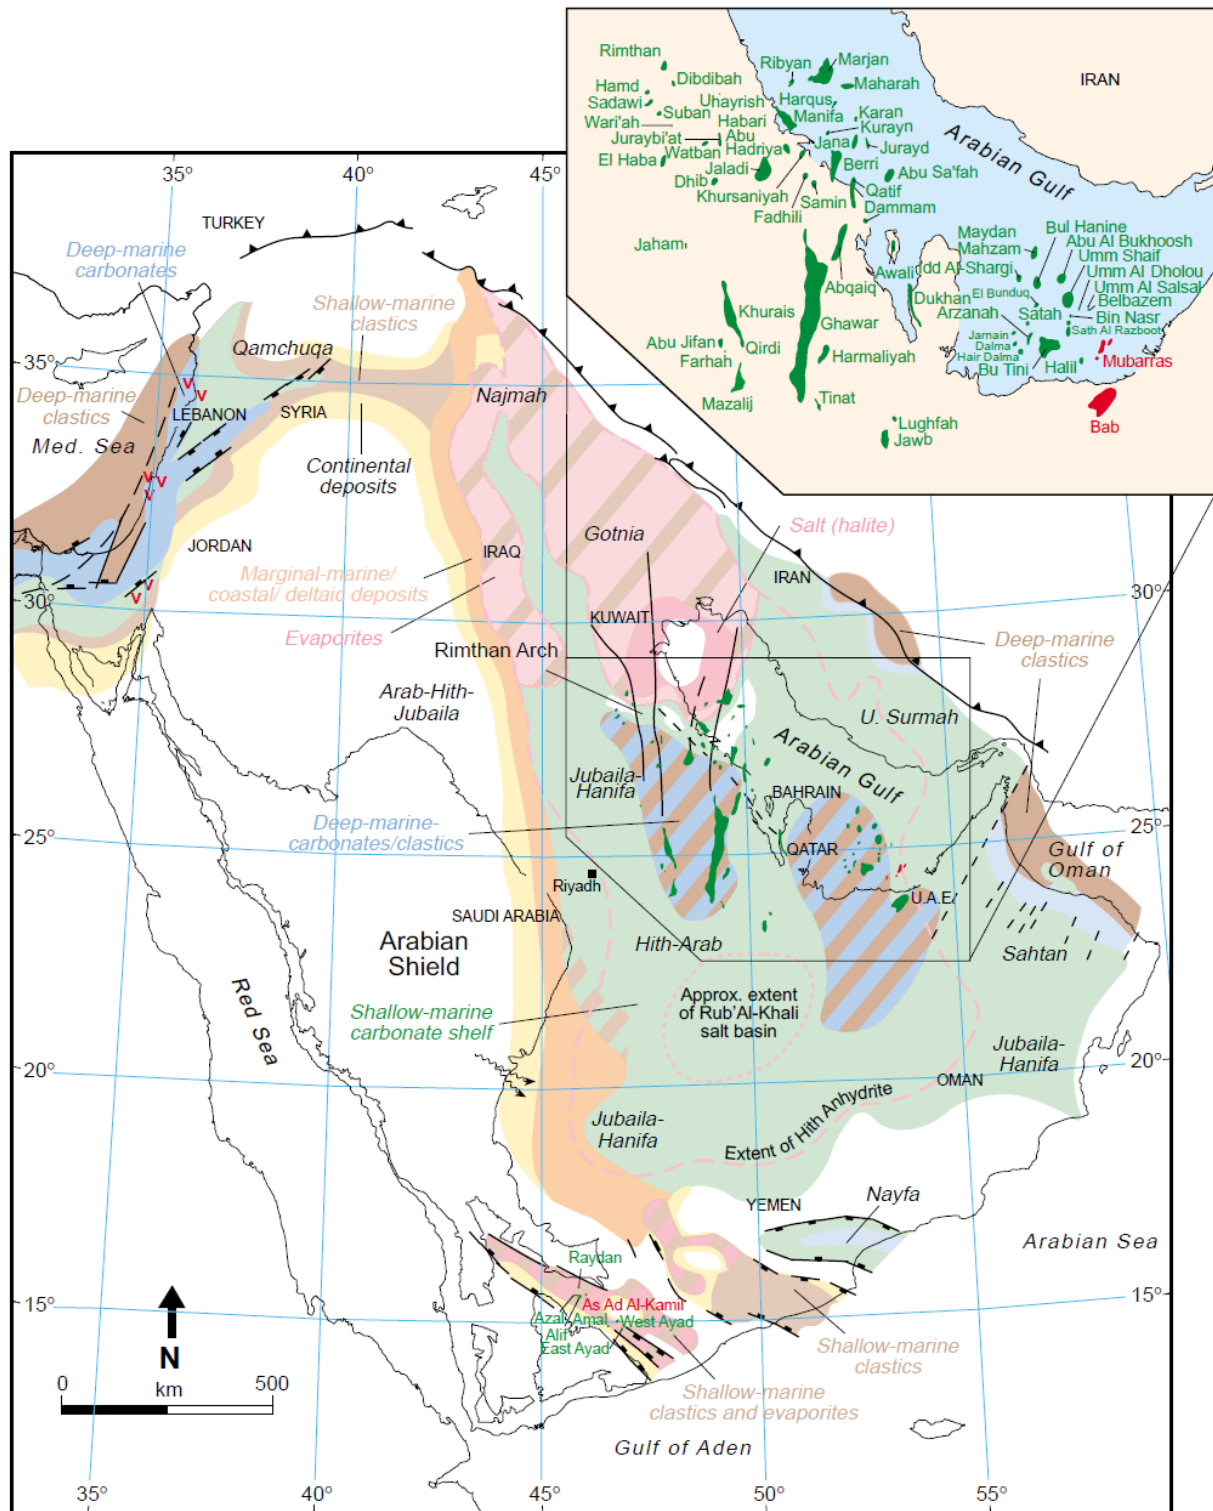 Rimthan
Ribyan
Marjan
IRAN
Dibdibah
Maharah
Hamd
Sadawi
Uhayrish
Harqus
Suban
Habari
Manifa
Karan
Wari'ah
Kurayn
Arabian Gulf
Juraybi'at
Abu
Hadriya
Jana
Jurayd
Watban
El Haba
Jaladi
Berri
Abu Sa'fah
Dhib
Khursaniyah
Qatif
Samin
Dammam
Fadhili
Bul Hanine
Maydan
Mahzam
Abu Al Bukhoosh
Jaham
Umm Shaif
Awali
Idd Al-Shargi
Umm Al Dholou
Umm Al Salsal
Abqaiq
El Bunduq
Dukhan
Belbazem
Arzanah
Satah
Bin Nasr
Khurais
Ghawar
Sath Al Razboot
Jarnain
Abu Jifan
Qirdi
Dalma
Farhah
Harmaliyah
Hair Dalma
Mubarras
Bu Tini
Halil
Mazalij
Tinat
Lughfah
Bab
Jawb
35°
40°
45°
TURKEY
Deep-marine
carbonates
Shallow-marine
clastics
Qamchuqa
35°
Deep-marine
clastics
Najmah
LEBANON
SYRIA
Med. Sea
V
V
Continental
deposits
V
V
V
Salt (halite)
Gotnia
JORDAN
IRAQ
Marginal-marine/
coastal/ deltaic deposits
IRAN
V
V
30°
30°
KUWAIT
Evaporites
Deep-marine
clastics
Rimthan Arch
Arab-Hith-
Jubaila
U. Surmah
Arabian Gulf
Jubaila-
Hanifa
BAHRAIN
Deep-marine-
carbonates/clastics
25°
25°
QATAR
Gulf of
Oman
Riyadh
U.A.E.
SAUDI ARABIA
Arabian
Shield
Hith-Arab
Sahtan
Red Sea
Shallow-marine
carbonate shelf
Approx. extent
of Rub'Al-Khali
salt basin
Jubaila-
Hanifa
20°
20°
OMAN
Jubaila-
Hanifa
Extent of Hith Anhydrite
YEMEN
Nayfa
Arabian Sea
Raydan
15°
15°
As Ad Al-Kamil
Azal
Amal
West Ayad
Alif
East Ayad
Shallow-marine
clastics
N
0
km
500
Shallow-marine
clastics and evaporites
Gulf of Aden
35°
40°
45°
50°
55°